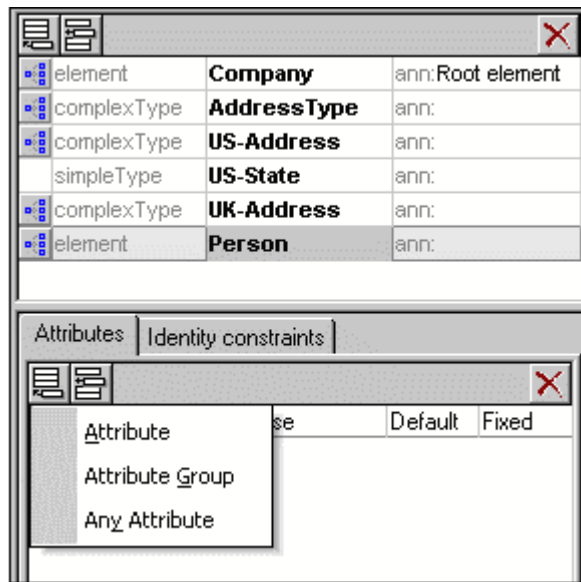 element Company ann:Root element
complexType AddressType ann:
complexType US-Address ann:
simpleType US-State ann:
complexType UK-Address ann:
element Person ann:
Attributes Identity constraints
se Default Fixed
Attribute
Attribute Group
Any Attribute